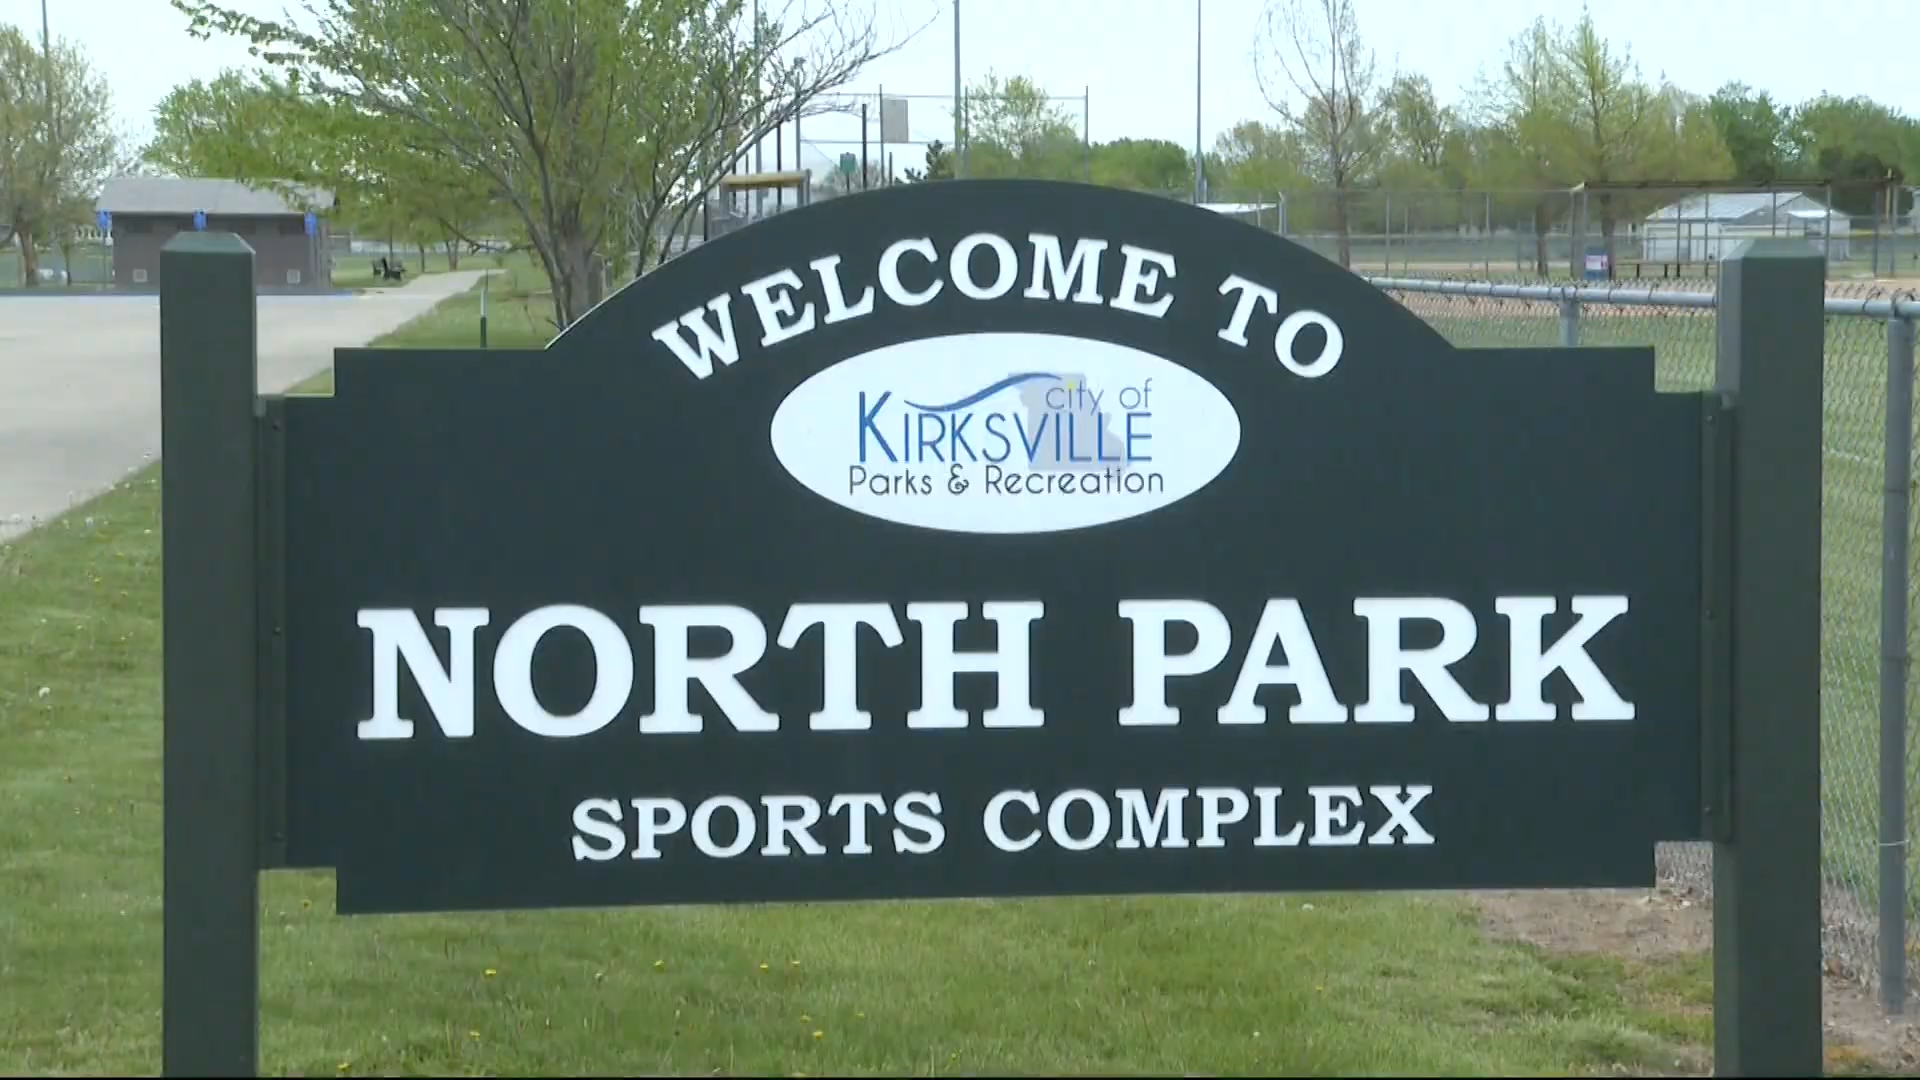 WELCOME TO
city of
KIRKSVILLE
Parks & Recreation
NORTH PARK
SPORTS COMPLEX